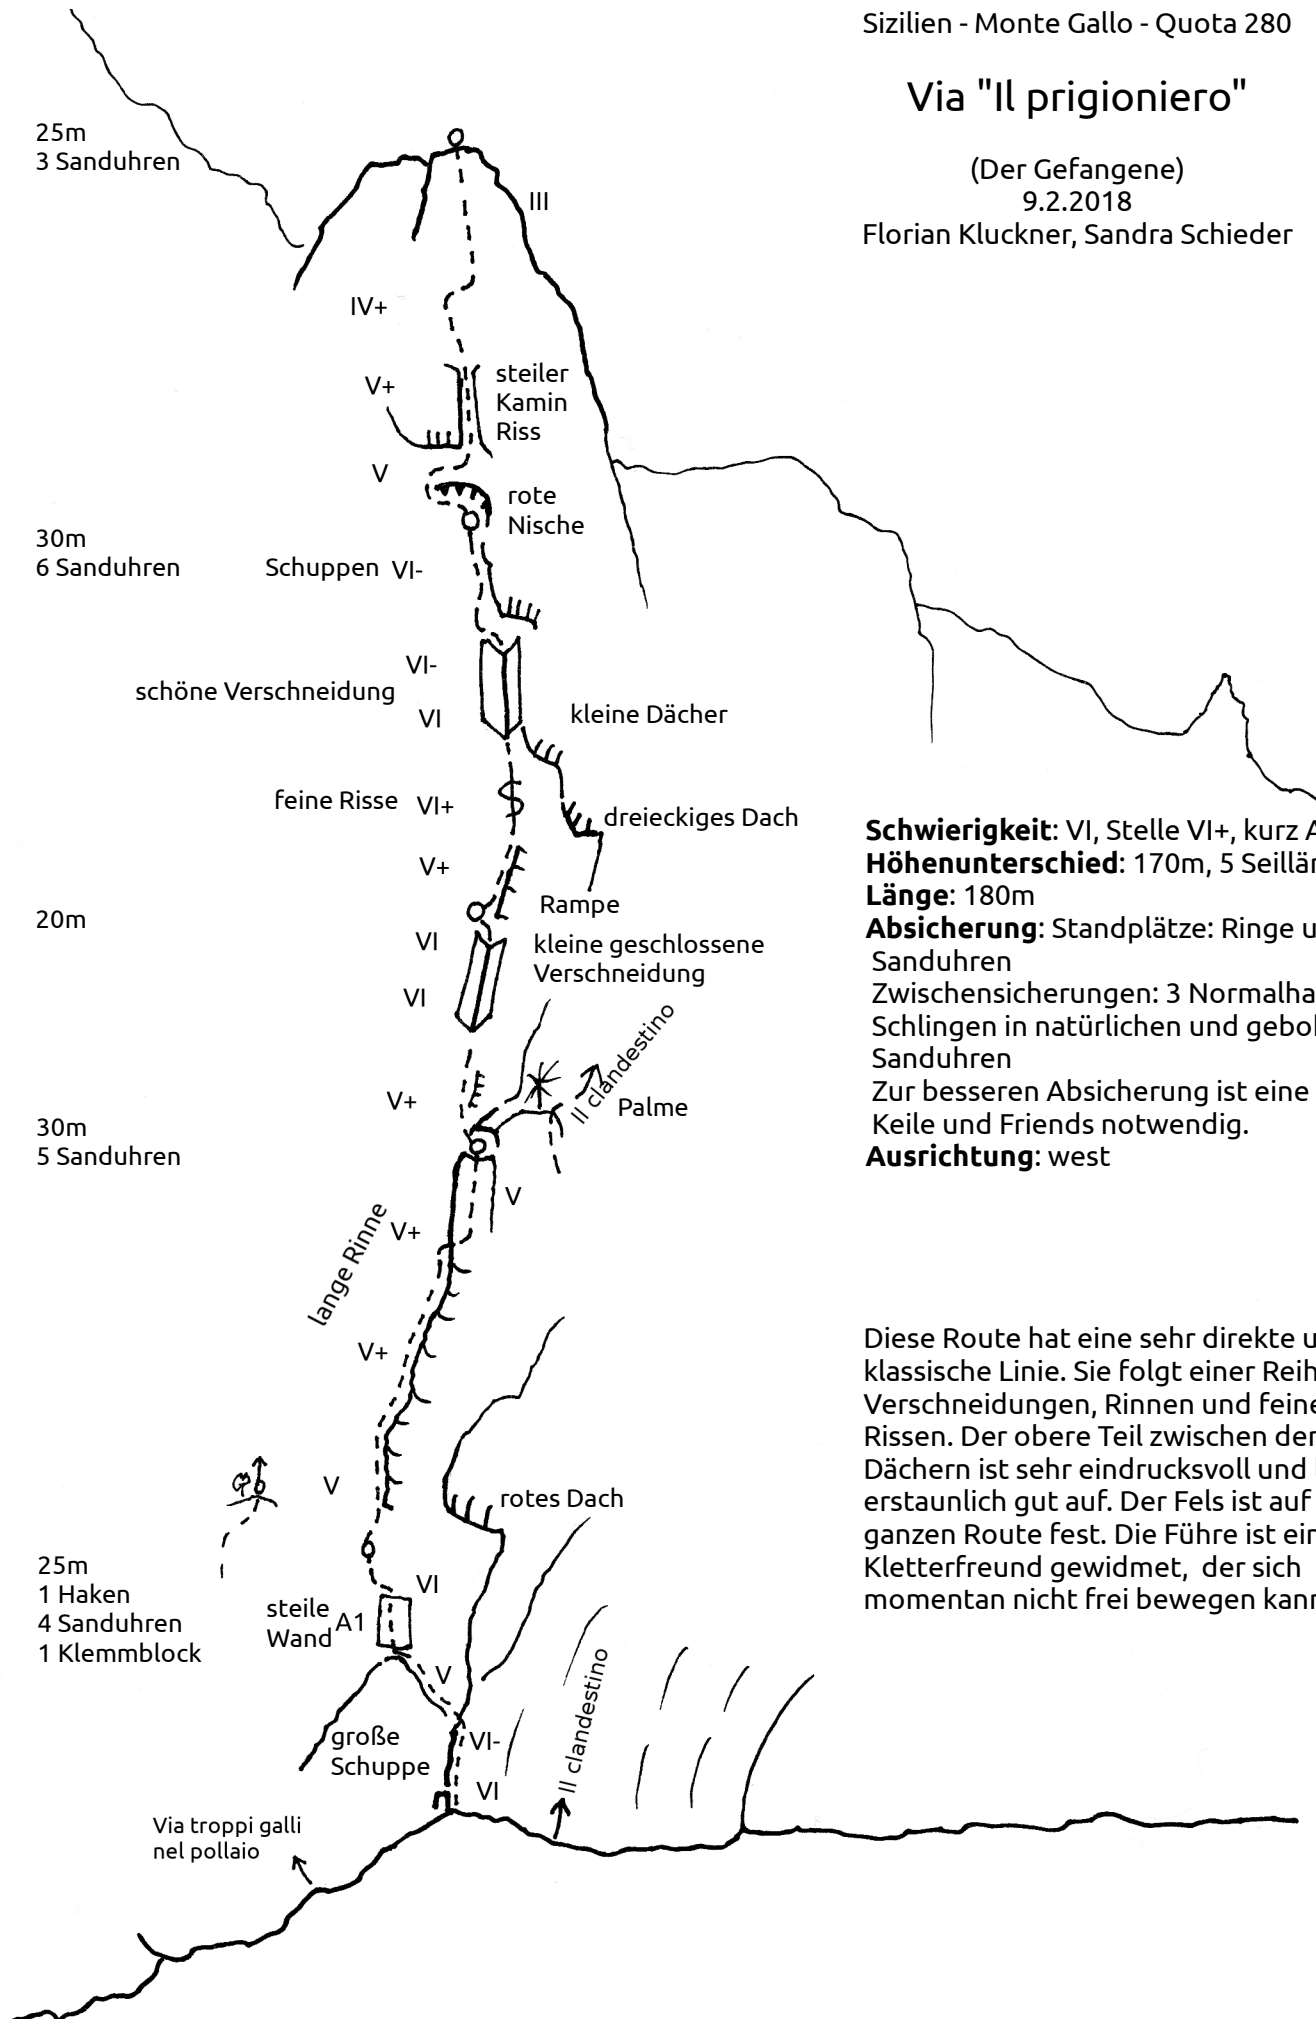 Sizilien - Monte Gallo - Quota 280
Via "Il prigioniero"
(Der Gefangene)
9.2.2018
Florian Kluckner, Sandra Schieder
25m
3 Sanduhren
III
IV+
V+
steiler
Kamin
Riss
V
rote
Nische
30m
6 Sanduhren
Schuppen VI-
VI-
schöne Verschneidung
VI
kleine Dächer
feine Risse VI+
dreieckiges Dach
V+
Rampe
20m
VI
kleine geschlossene
Verschneidung
VI
Il clandestino
V+
Palme
30m
5 Sanduhren
V
V+
lange Rinne
V+
V
rotes Dach
25m
1 Haken
4 Sanduhren
1 Klemmblock
VI
steile
Wand
A1
V
große
Schuppe
VI-
VI
Il clandestino
Via troppi galli
nel pollaio
Schwierigkeit: VI, Stelle VI+, kurz A
Höhenunterschied: 170m, 5 Seillän
Länge: 180m
Absicherung: Standplätze: Ringe u
Sanduhren
Zwischensicherungen: 3 Normalha
Schlingen in natürlichen und geboh
Sanduhren
Zur besseren Absicherung ist eine
Keile und Friends notwendig.
Ausrichtung: west
Diese Route hat eine sehr direkte u
klassische Linie. Sie folgt einer Reih
Verschneidungen, Rinnen und feine
Rissen. Der obere Teil zwischen der
Dächern ist sehr eindrucksvoll und
erstaunlich gut auf. Der Fels ist auf
ganzen Route fest. Die Führe ist ein
Kletterfreund gewidmet, der sich
momentan nicht frei bewegen kann